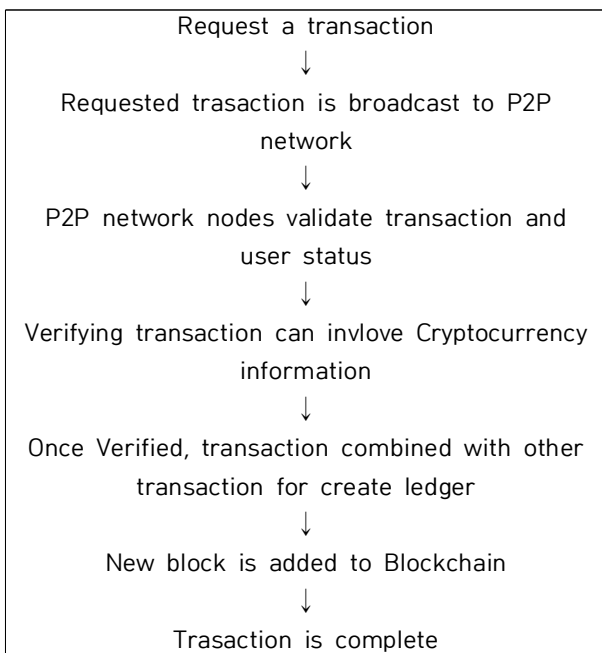 Request a transaction
↓
Requested trasaction is broadcast to P2P
network
↓
P2P network nodes validate transaction and
user status
↓
Verifying transaction can invlove Cryptocurrency
information
↓
Once Verified, transaction combined with other
transaction for create ledger
↓
New block is added to Blockchain
↓
Trasaction is complete